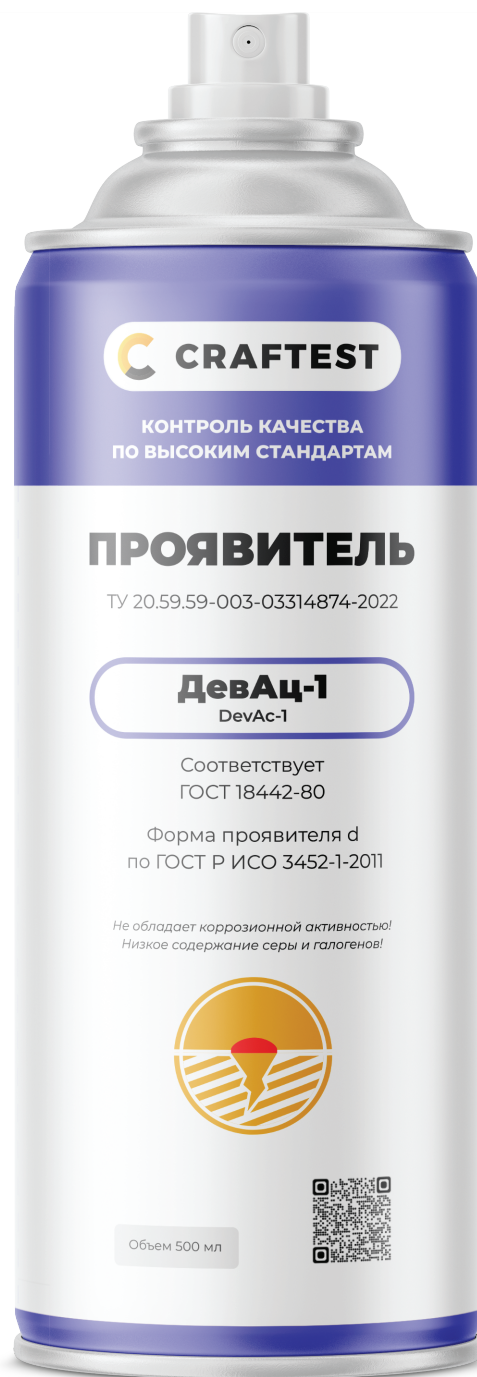 CRAFTEST
КОНТРОЛЬ КАЧЕСТВА
ПО ВЫСОКИМ СТАНДАРТАМ
ПРОЯВИТЕЛЬ
ТУ 20.59.59-003-03314874-2022
ДевАц-1
DevAc-1
Соответствует
ГОСТ 18442-80
Форма проявителя d
по ГОСТ Р ИСО 3452-1-2011
Не обладает коррозионной активностью!
Низкое содержание серы и галогенов!
Объем 500 мл